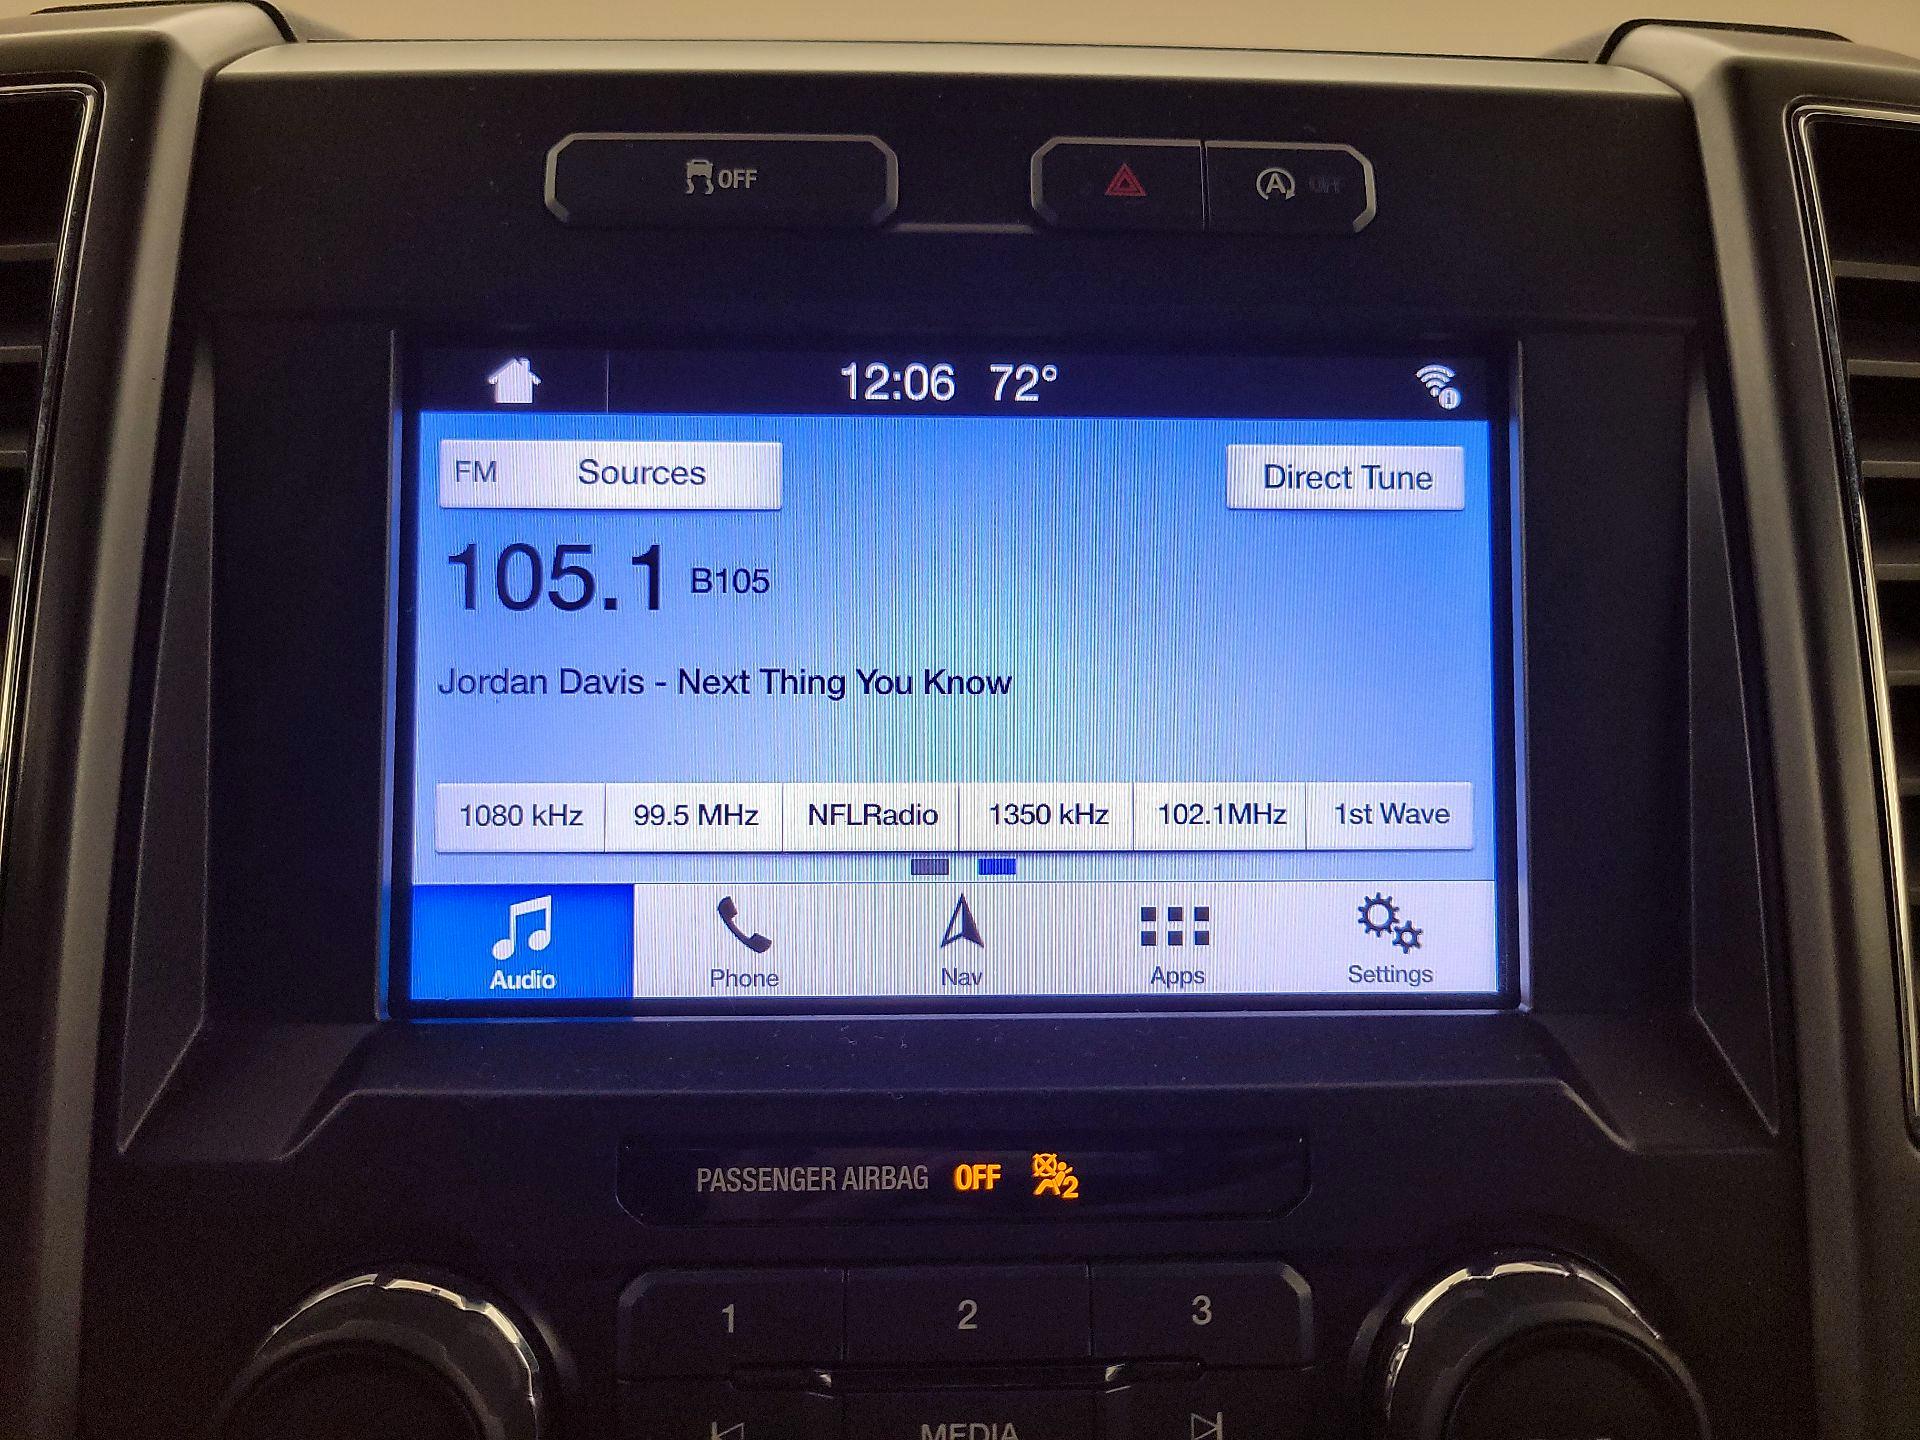 OFF
A OFF
12:06 72°
FM Sources Direct Tune
105.1 B105
Jordan Davis - Next Thing You Know
1080 kHz 99.5 MHz NFLRadio 1350 kHz 102.1MHz 1st Wave
Audio Phone Nav Apps Settings
PASSENGER AIRBAG OFF 2
1 2 3
MEDIA